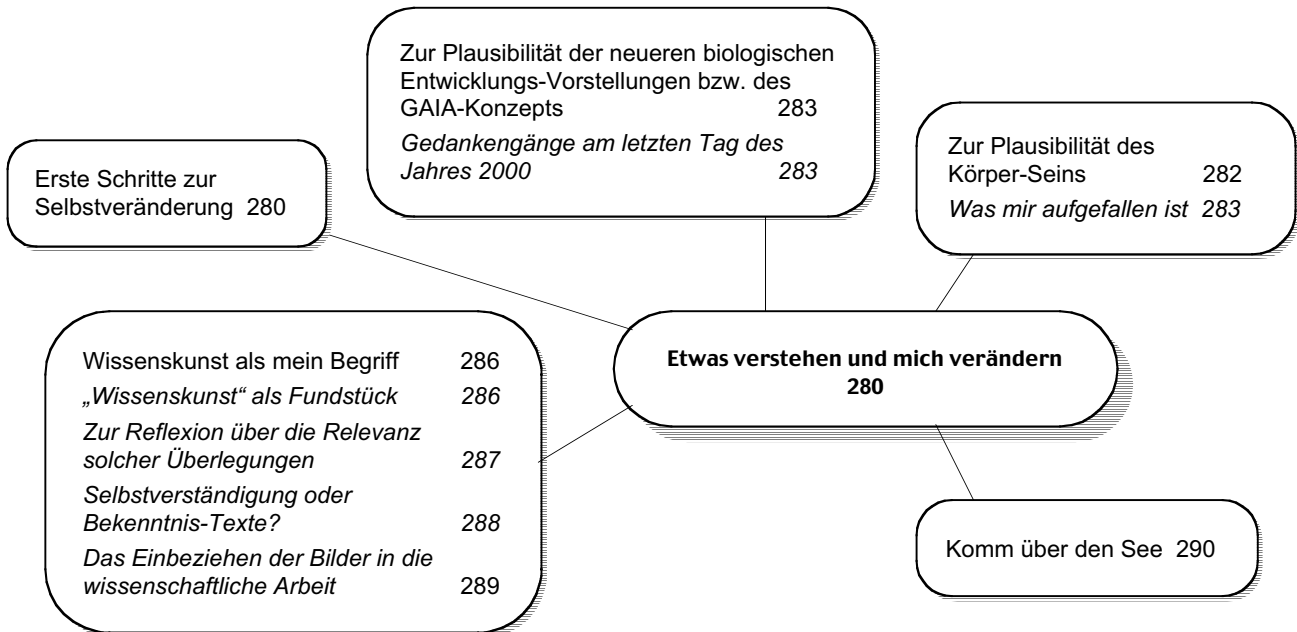 Zur Plausibilität der neueren biologischen
Entwicklungs-Vorstellungen bzw. des
GAIA-Konzepts 283
Gedankengänge am letzten Tag des
Jahres 2000 283
Zur Plausibilität des
Körper-Seins 282
Was mir aufgefallen ist 283
Erste Schritte zur
Selbstveränderung 280
Etwas verstehen und mich verändern
280
Wissenskunst als mein Begriff 286
„Wissenskunst“ als Fundstück 286
Zur Reflexion über die Relevanz
solcher Überlegungen 287
Selbstverständigung oder
Bekenntnis-Texte? 288
Das Einbeziehen der Bilder in die
wissenschaftliche Arbeit 289
Komm über den See 290